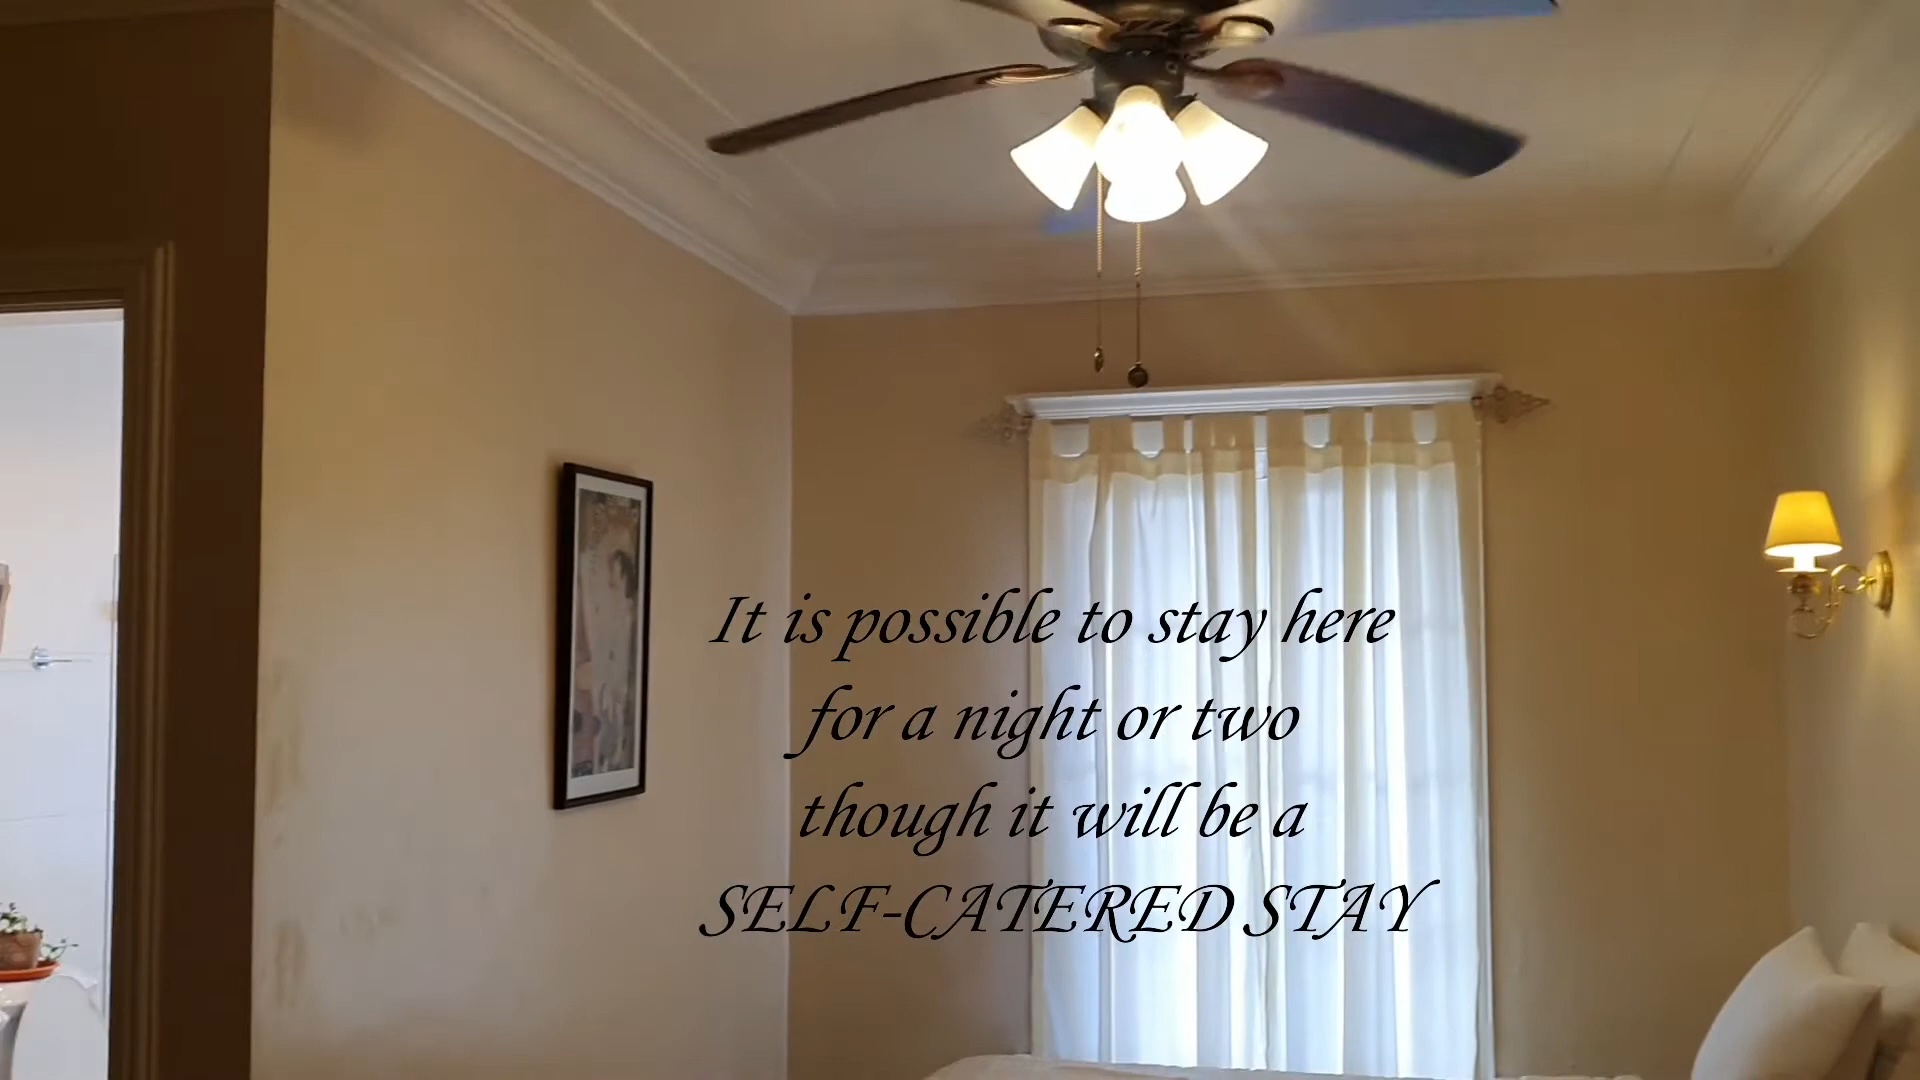 It is possible to stay here
for a night or two
though it will be a
SELF-CATERED STAY